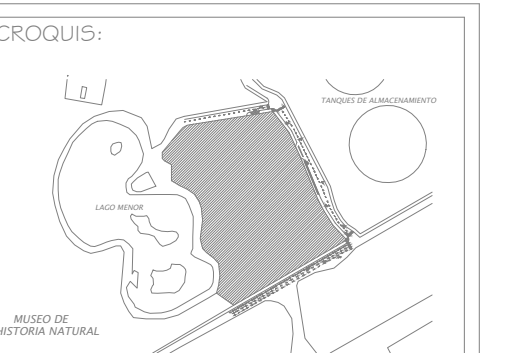 CROQUIS:
TANQUES DE ALMACENAMIENTO
LAGO MENOR
MUSEO DE
HISTORIA NATURAL